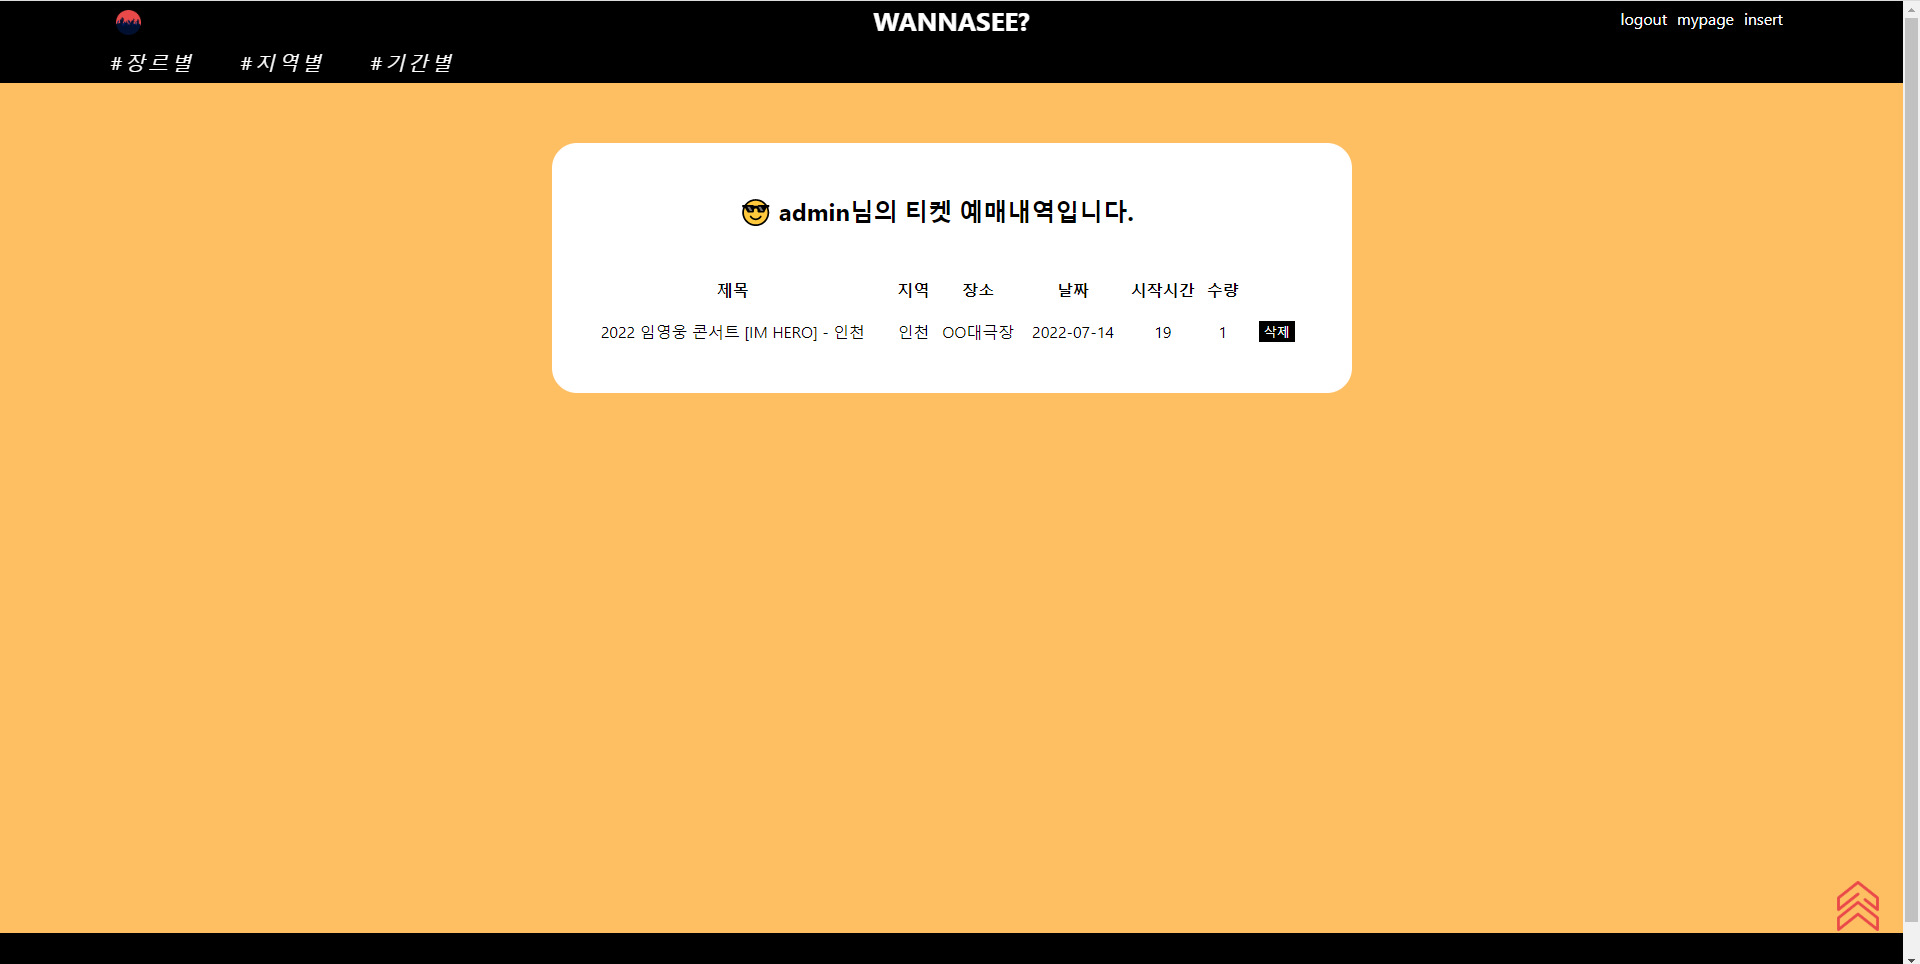 WANNASEE?
logout mypage insert
#장르별 #지역별 #기간별
admin님의 티켓 예매내역입니다.
제목 지역 장소 날짜 시작시간 수량
2022 임영웅 콘서트 [IM HERO] - 인천 인천 OO대극장 2022-07-14 19 1 삭제